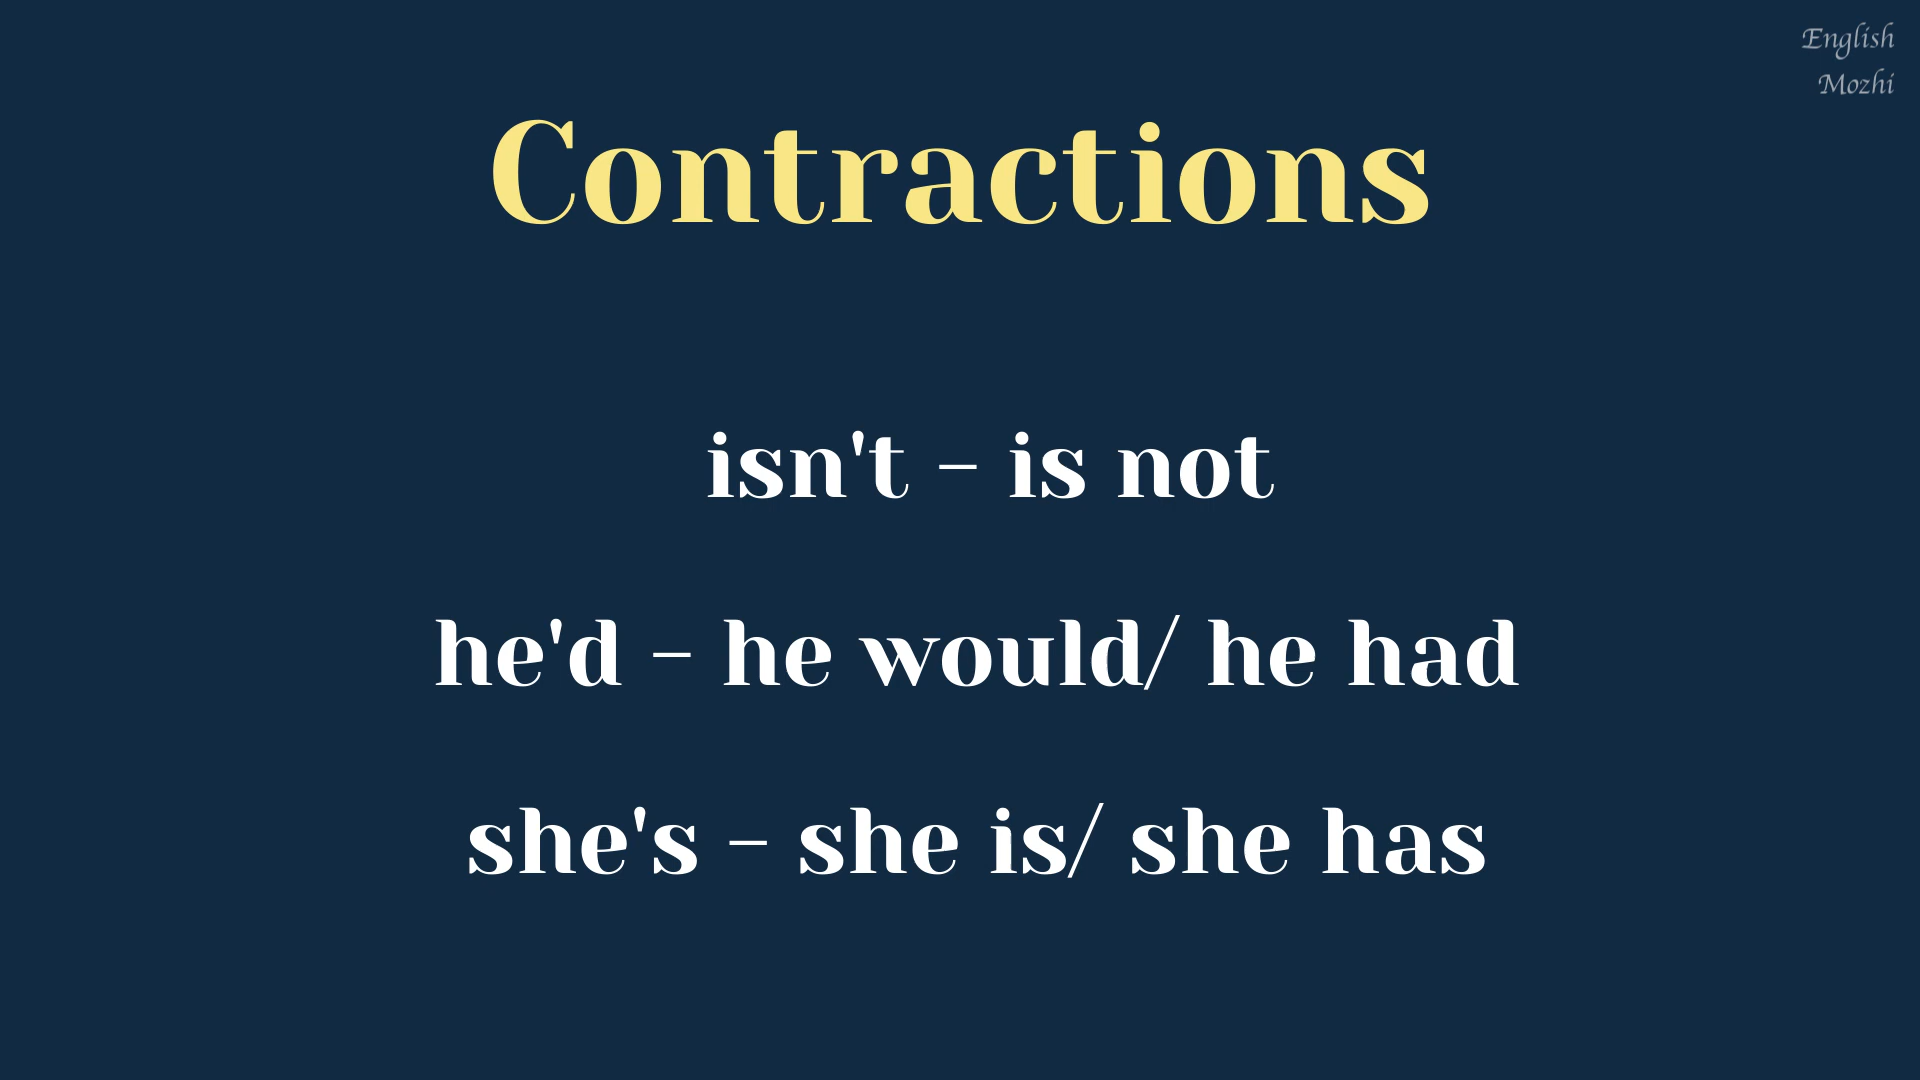 English
Mozhi
Contractions
isn't - is not
he'd - he would/ he had
she's - she is/ she has